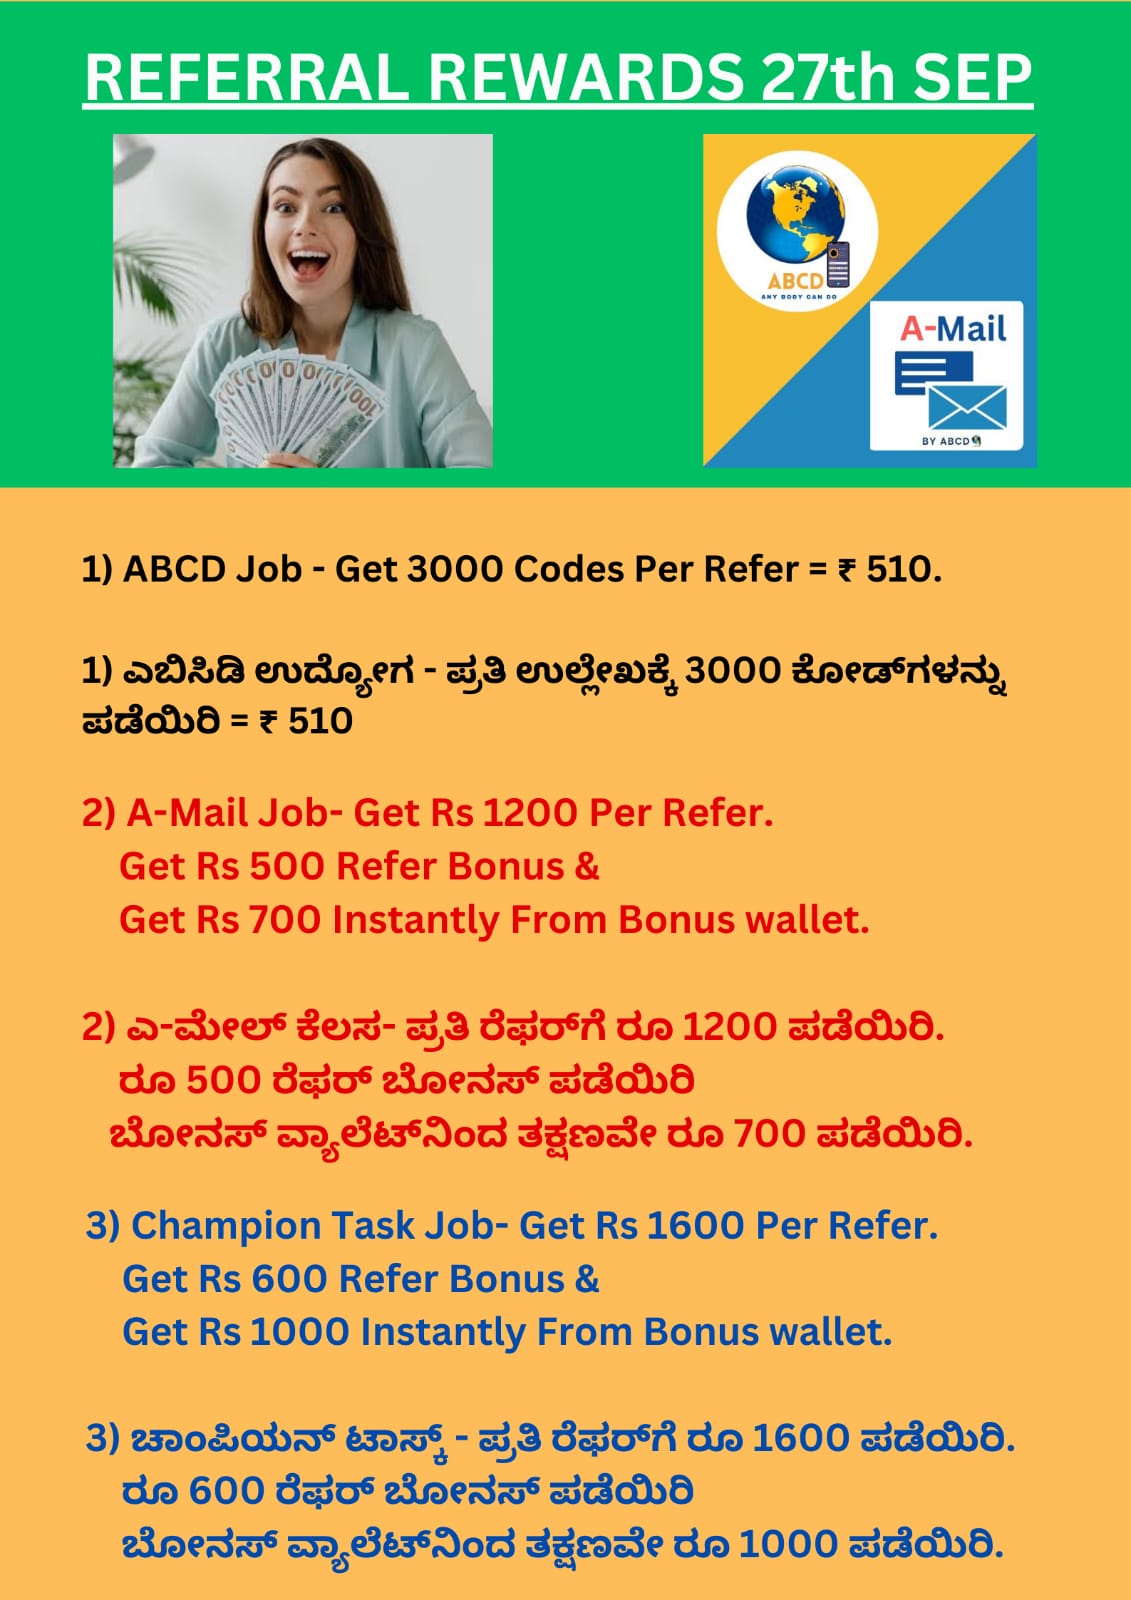 REFERRAL REWARDS 27th SEP
ABCD
ANY BODY CAN DO
A-Mail
BY ABCD
1) ABCD Job - Get 3000 Codes Per Refer = ₹ 510.
1) ಎಬಿಸಿಡಿ ಉದ್ಯೋಗ - ಪ್ರತಿ ಉಲ್ಲೇಖಕ್ಕೆ 3000 ಕೋಡ್‌ಗಳನ್ನು
ಪಡೆಯಿರಿ = ₹ 510
2) A-Mail Job- Get Rs 1200 Per Refer.
Get Rs 500 Refer Bonus &
Get Rs 700 Instantly From Bonus wallet.
2) ಎ-ಮೇಲ್ ಕೆಲಸ- ಪ್ರತಿ ರೆಫರ್‌ಗೆ ರೂ 1200 ಪಡೆಯಿರಿ.
ರೂ 500 ರೆಫರ್ ಬೋನಸ್ ಪಡೆಯಿರಿ
ಬೋನಸ್ ವ್ಯಾಲೆಟ್‌ನಿಂದ ತಕ್ಷಣವೇ ರೂ 700 ಪಡೆಯಿರಿ.
3) Champion Task Job- Get Rs 1600 Per Refer.
Get Rs 600 Refer Bonus &
Get Rs 1000 Instantly From Bonus wallet.
3) ಚಾಂಪಿಯನ್ ಟಾಸ್ಕ್ - ಪ್ರತಿ ರೆಫರ್‌ಗೆ ರೂ 1600 ಪಡೆಯಿರಿ.
ರೂ 600 ರೆಫರ್ ಬೋನಸ್ ಪಡೆಯಿರಿ
ಬೋನಸ್ ವ್ಯಾಲೆಟ್‌ನಿಂದ ತಕ್ಷಣವೇ ರೂ 1000 ಪಡೆಯಿರಿ.